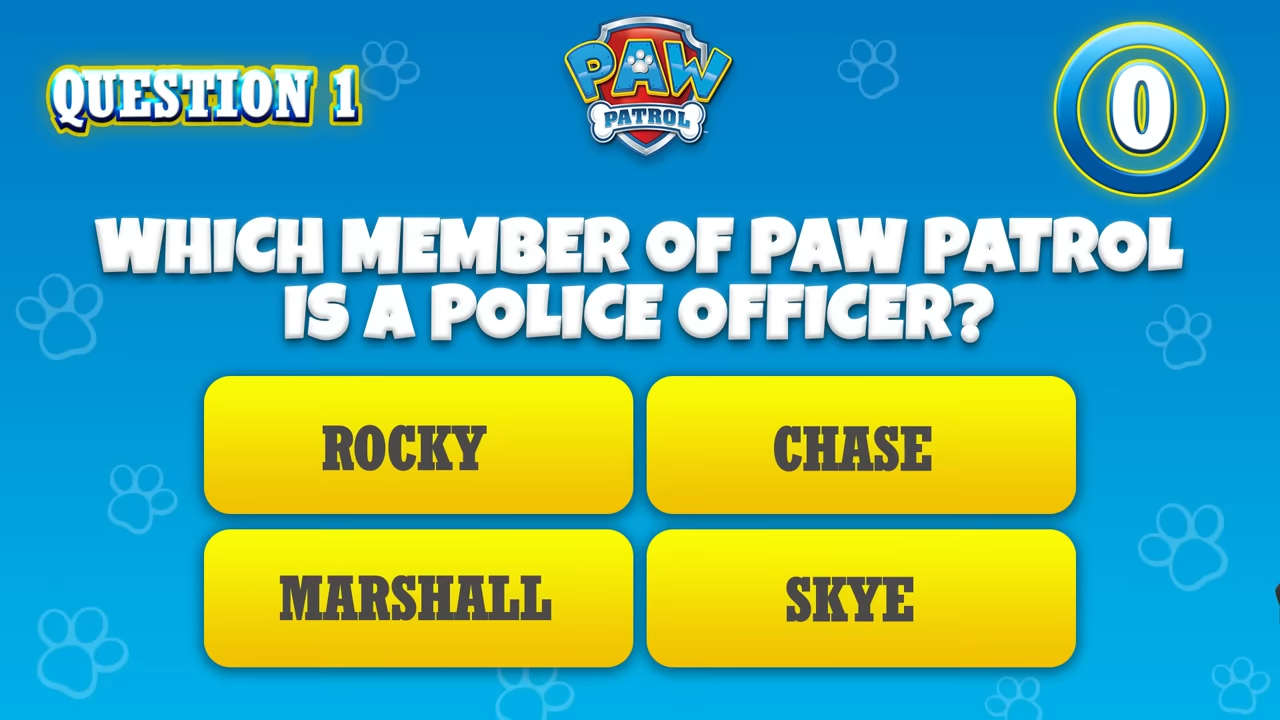 QUESTION 1
PAW
PATROL
0
WHICH MEMBER OF PAW PATROL
IS A POLICE OFFICER?
ROCKY
CHASE
MARSHALL
SKYE